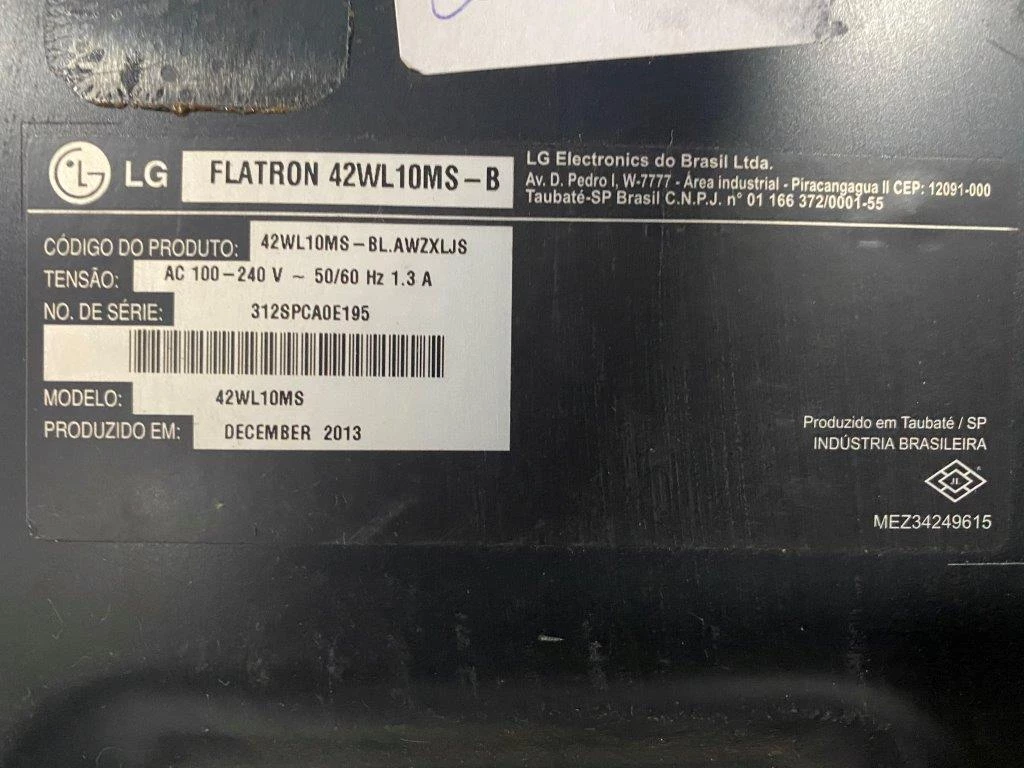 LG FLATRON 42WL10MS-B
LG Electronics do Brasil Ltda.
Av. D. Pedro I, W-7777 - Área industrial - Piracangagua II CEP: 12091-000
Taubaté-SP Brasil C.N.P.J. nº 01 166 372/0001-55
CÓDIGO DO PRODUTO: 42WL10MS-BL.AWZXLJS
TENSÃO: AC 100-240 V ~ 50/60 Hz 1.3 A
NO. DE SÉRIE: 312SPCA0E195
MODELO: 42WL10MS
PRODUZIDO EM: DECEMBER 2013
Produzido em Taubaté / SP
INDÚSTRIA BRASILEIRA
JL
MEZ34249615